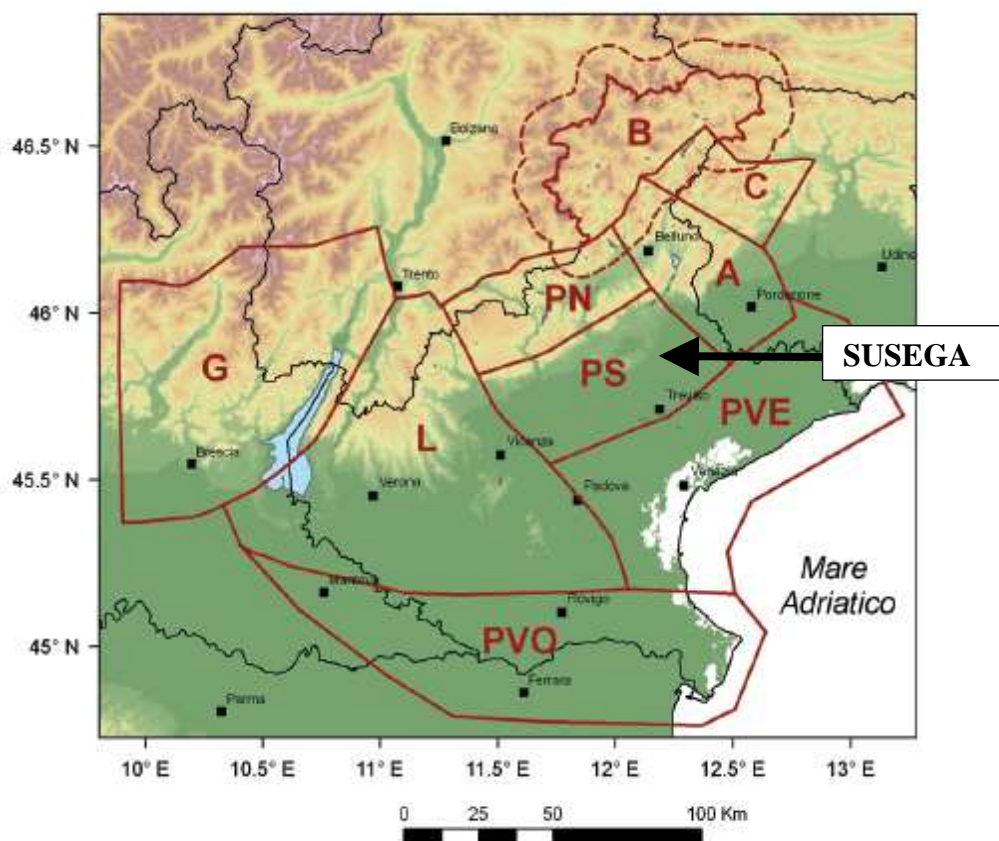 46.5° N
46° N
45.5° N
45° N
10° E 10.5° E 11° E 11.5° E 12° E 12.5° E 13° E
0 25 50 100 Km
B
C
Bolzano
Belluno
Udine
A
Trento
PN
Pordenone
G
PS
SUSEGA
Treviso
PVE
L
Vicenza
Brescia
Verona
Padova
Venezia
Mare
Adriatico
Mantova
Rovigo
PVO
Ferrara
Parma